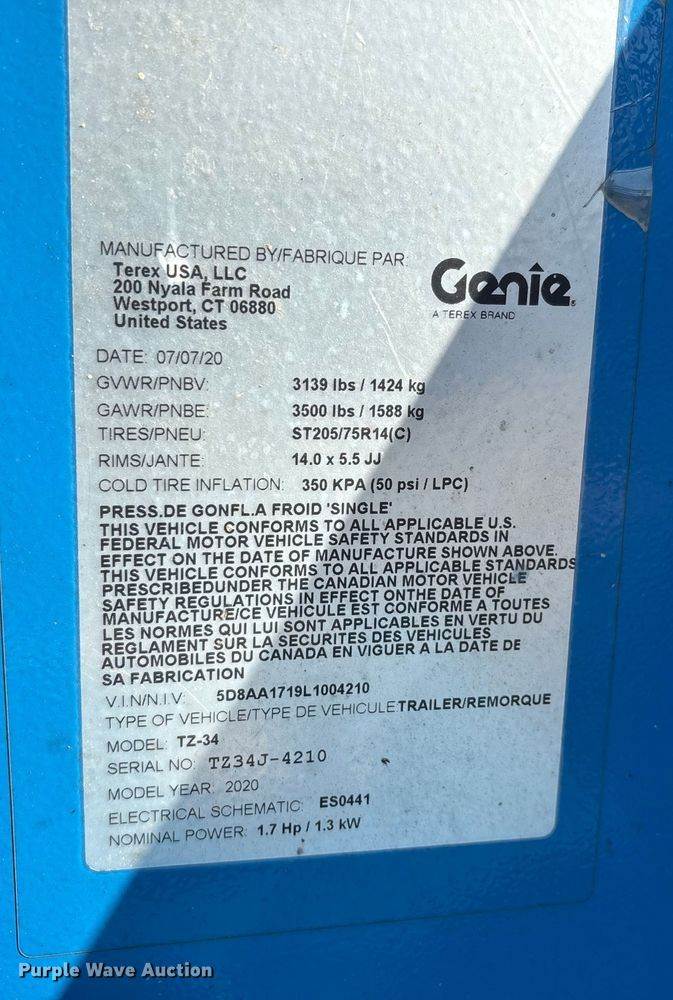 MANUFACTURED BY/FABRIQUE PAR:
Terex USA, LLC
200 Nyala Farm Road
Westport, CT 06880
United States
Genie
A TEREX BRAND
DATE: 07/07/20
GVWR/PNBV: 3139 lbs / 1424 kg
GAWR/PNBE: 3500 lbs / 1588 kg
TIRES/PNEU: ST205/75R14(C)
RIMS/JANTE: 14.0 x 5.5 JJ
COLD TIRE INFLATION: 350 KPA (50 psi / LPC)
PRESS.DE GONFL.A FROID 'SINGLE'
THIS VEHICLE CONFORMS TO ALL APPLICABLE U.S.
FEDERAL MOTOR VEHICLE SAFETY STANDARDS IN
EFFECT ON THE DATE OF MANUFACTURE SHOWN ABOVE.
THIS VEHICLE CONFORMS TO ALL APPLICABLE STANDARDS
PRESCRIBEDUNDER THE CANADIAN MOTOR VEHICLE
SAFETY REGULATIONS IN EFFECT ONTHE DATE OF
MANUFACTURE/CE VEHICULE EST CONFORME A TOUTES
LES NORMES QUI LUI SONT APPLICABLES EN VERTU DU
REGLAMENT SUR LA SECURITES DES VEHICULES
AUTOMOBILES DU CANADA EN VIGUER A LA DATE DE
SA FABRICATION
V.I.N/N.I.V: 5D8AA1719L1004210
TYPE OF VEHICLE/TYPE DE VEHICULE: TRAILER/REMORQUE
MODEL: TZ-34
SERIAL NO: TZ34J-4210
MODEL YEAR: 2020
ELECTRICAL SCHEMATIC: ES0441
NOMINAL POWER: 1.7 Hp / 1.3 kW
Purple Wave Auction